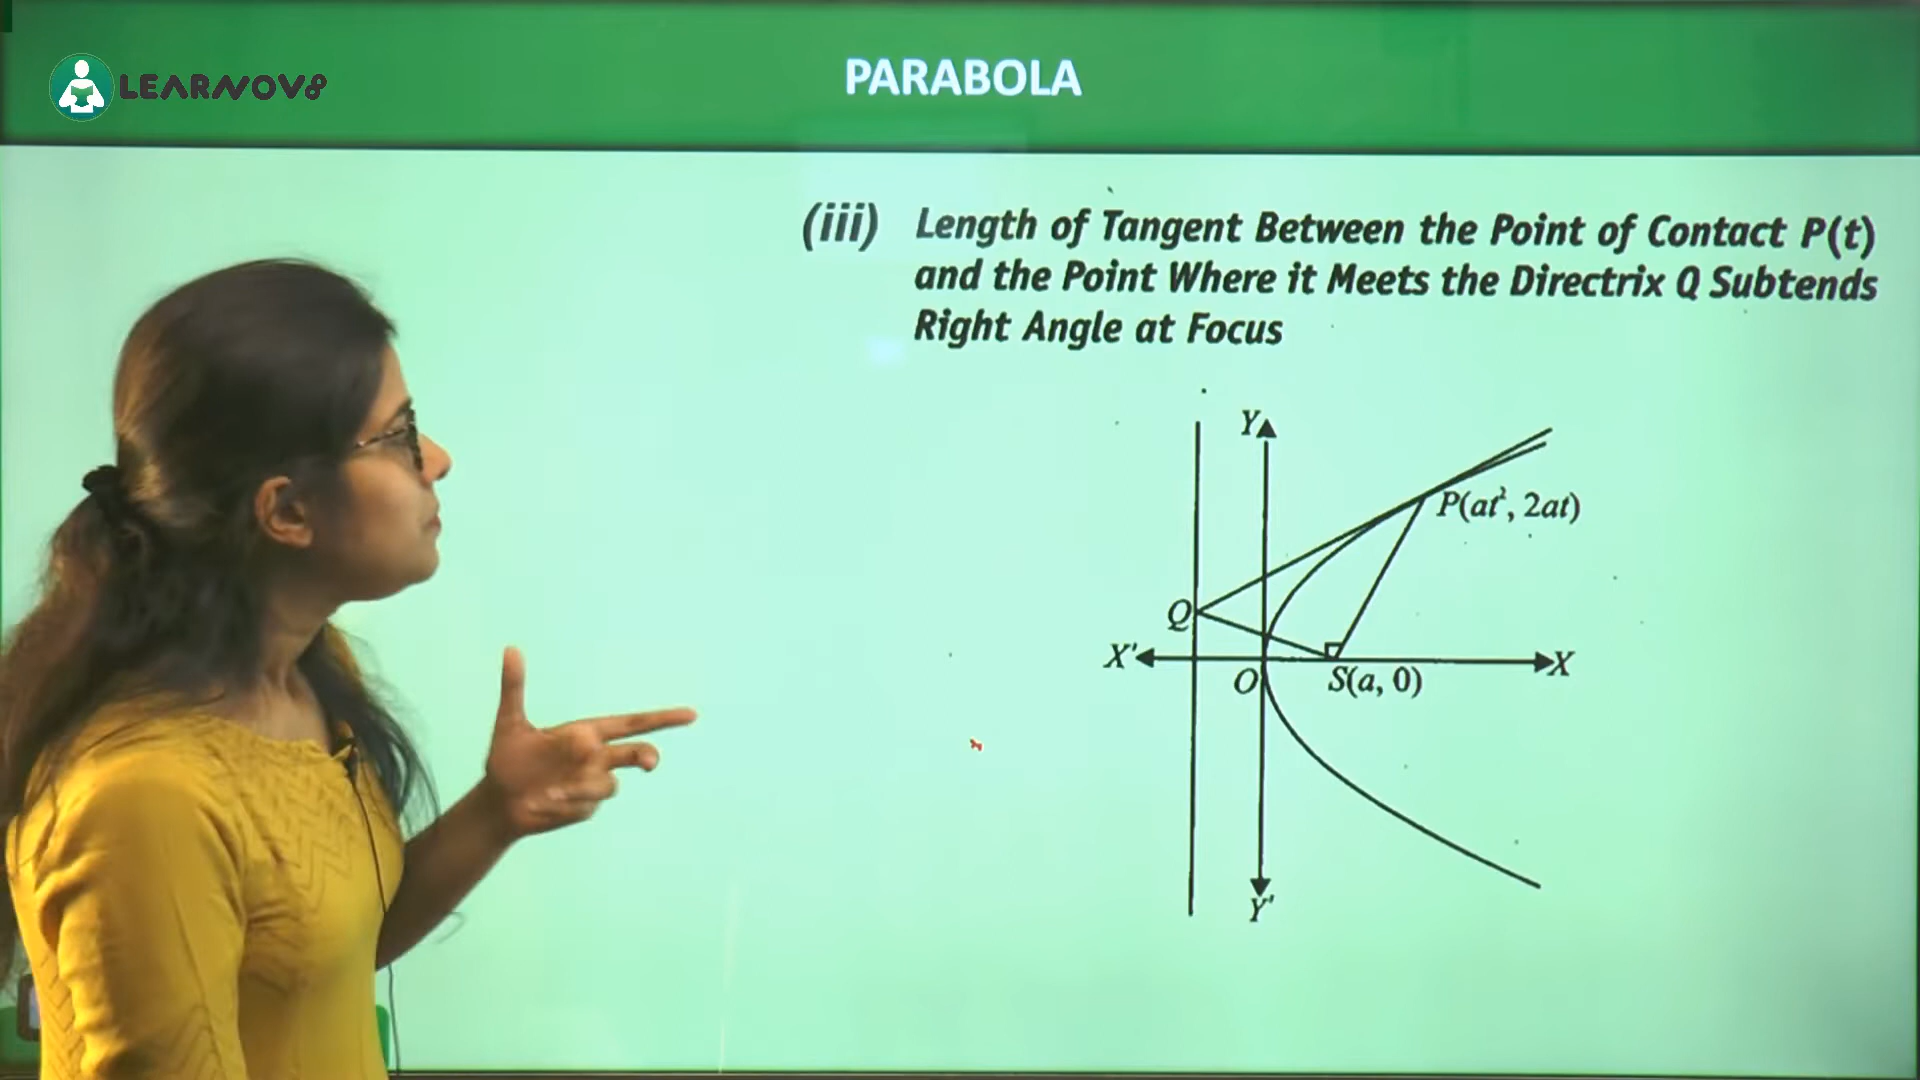 LEARNOV8
PARABOLA
(iii) Length of Tangent Between the Point of Contact P(t)
and the Point Where it Meets the Directrix Q Subtends
Right Angle at Focus
Y
P(at², 2at)
Q
X'
X
O
S(a, 0)
Y'